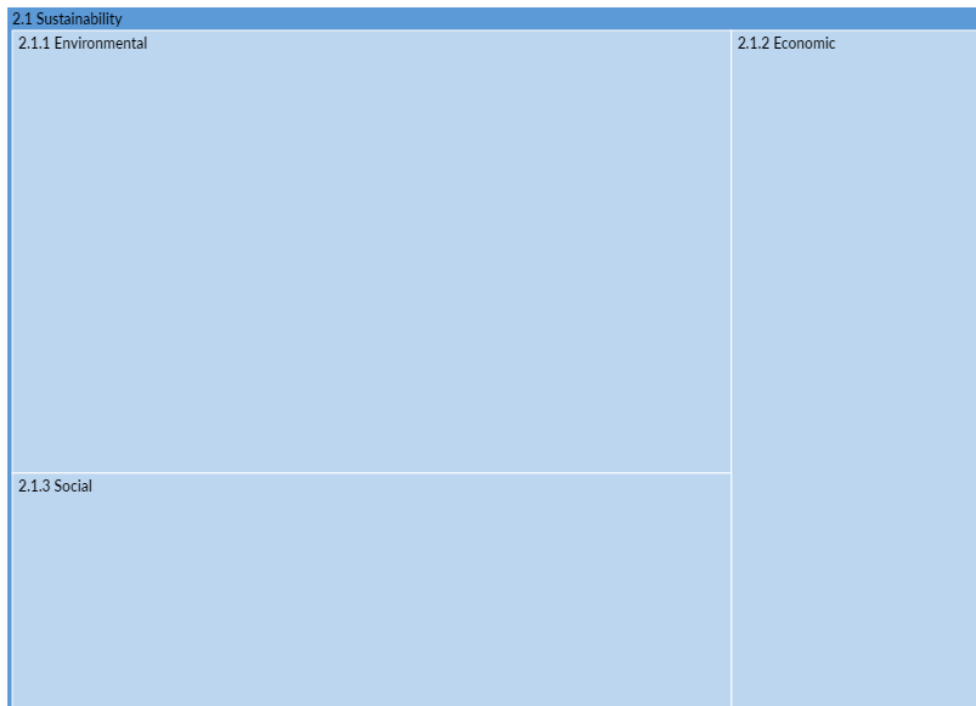 2.1 Sustainability
2.1.1 Environmental
2.1.2 Economic
2.1.3 Social